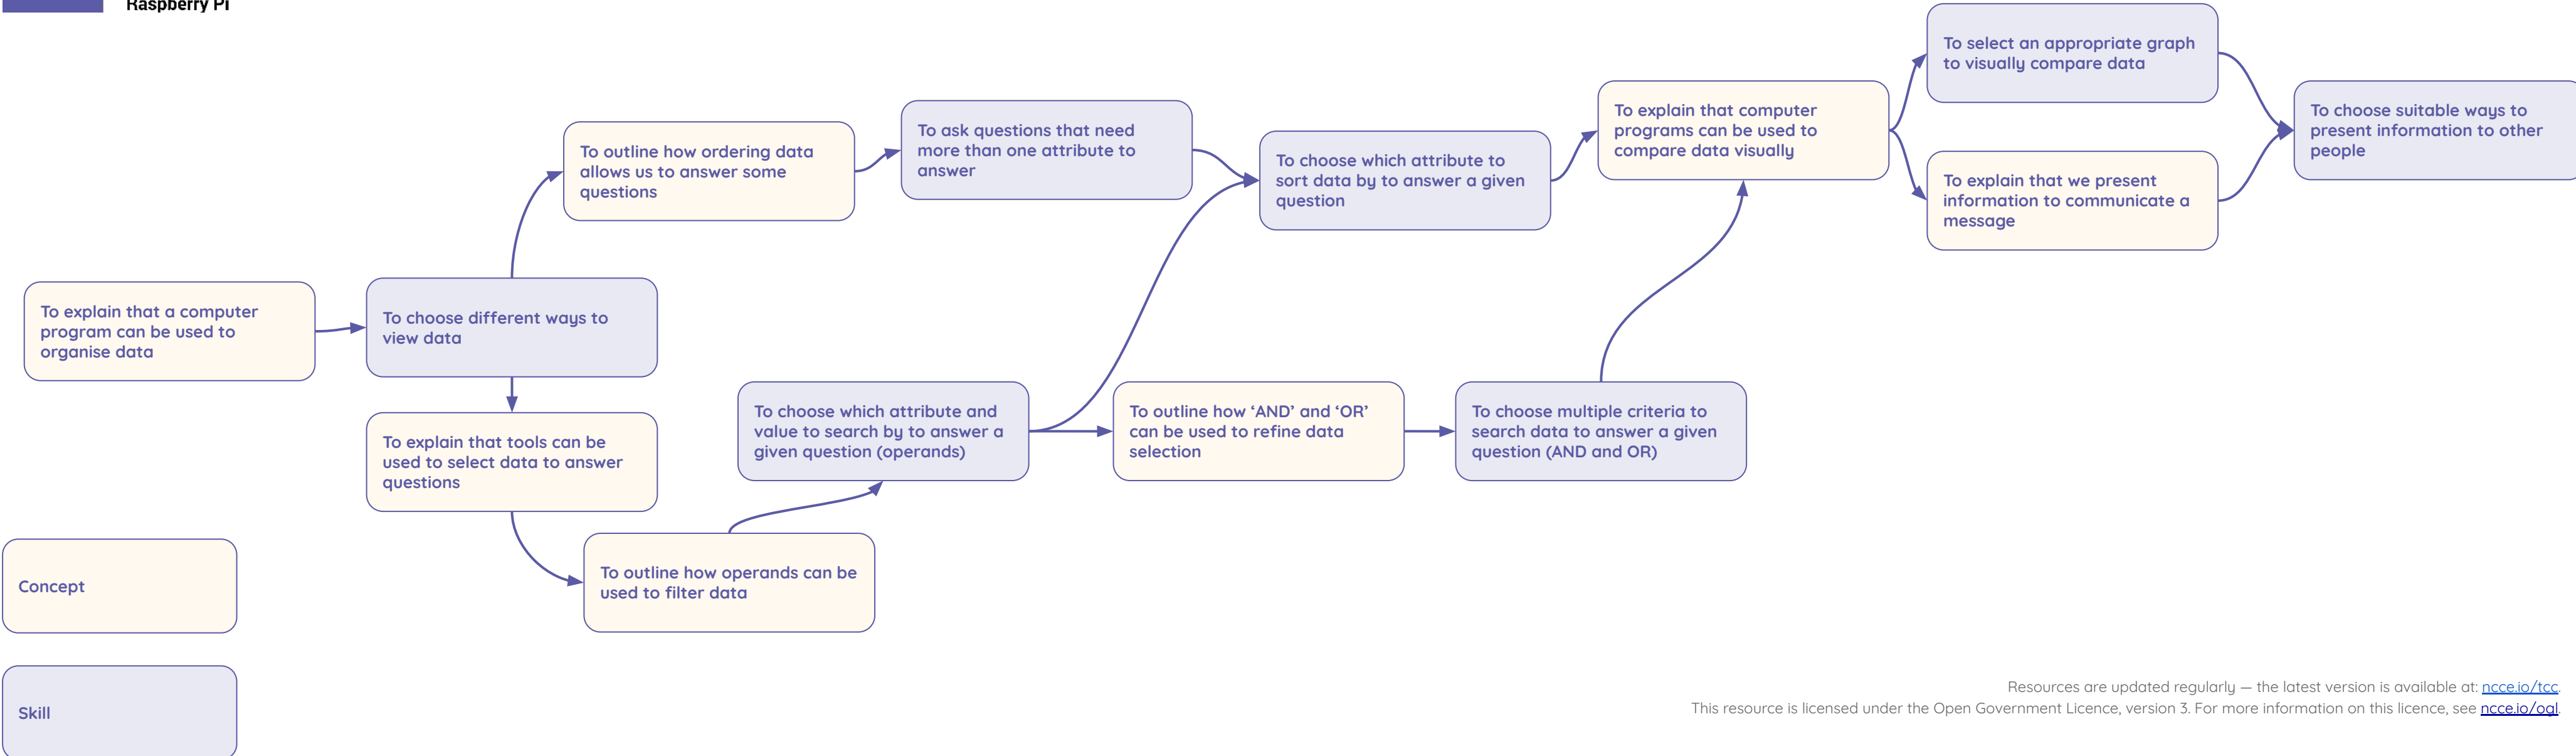 Raspberry Pi
To explain that a computer
program can be used to
organise data
To choose different ways to
view data
To outline how ordering data
allows us to answer some
questions
To ask questions that need
more than one attribute to
answer
To explain that tools can be
used to select data to answer
questions
To outline how operands can be
used to filter data
To choose which attribute and
value to search by to answer a
given question (operands)
To choose which attribute to
sort data by to answer a given
question
To outline how ‘AND’ and ‘OR’
can be used to refine data
selection
To choose multiple criteria to
search data to answer a given
question (AND and OR)
To explain that computer
programs can be used to
compare data visually
To select an appropriate graph
to visually compare data
To explain that we present
information to communicate a
message
To choose suitable ways to
present information to other
people
Concept
Skill
Resources are updated regularly — the latest version is available at: ncce.io/tcc.
This resource is licensed under the Open Government Licence, version 3. For more information on this licence, see ncce.io/ogl.